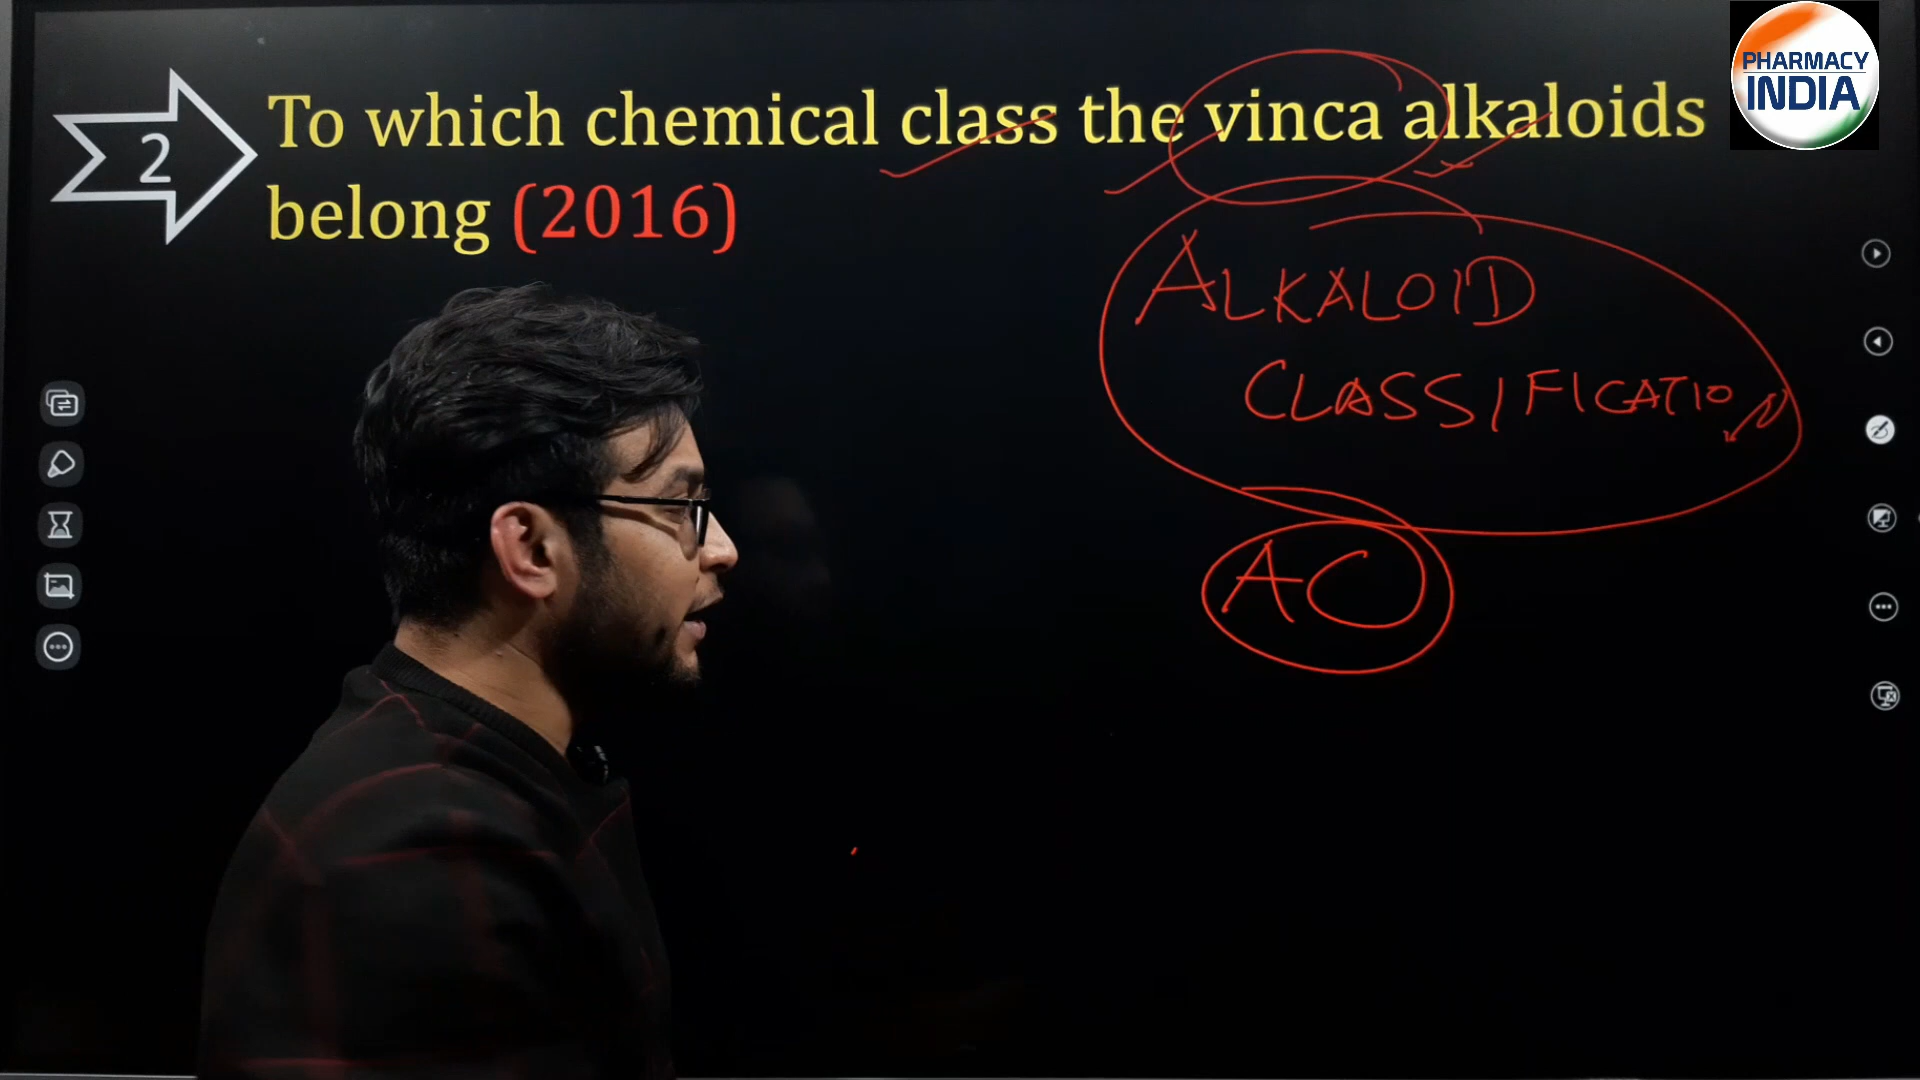 PHARMACY
INDIA
2
To which chemical class the vinca alkaloids
belong (2016)
ALKALOID
CLASSIFICATION
AC